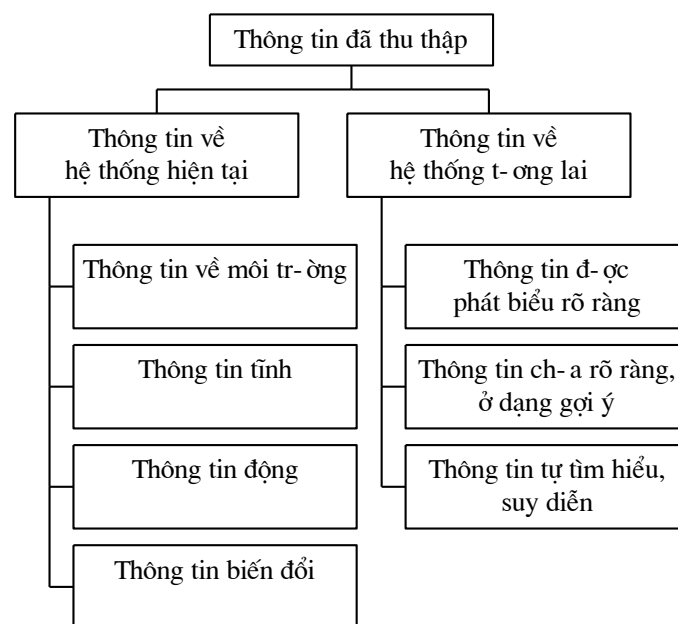 Thông tin đã thu thập
Thông tin về
hệ thống hiện tại
Thông tin về
hệ thống t- ơng lai
Thông tin về môi tr- ờng
Thông tin tĩnh
Thông tin động
Thông tin biến đổi
Thông tin đ- ợc
phát biểu rõ ràng
Thông tin ch- a rõ ràng,
ở dạng gợi ý
Thông tin tự tìm hiểu,
suy diễn